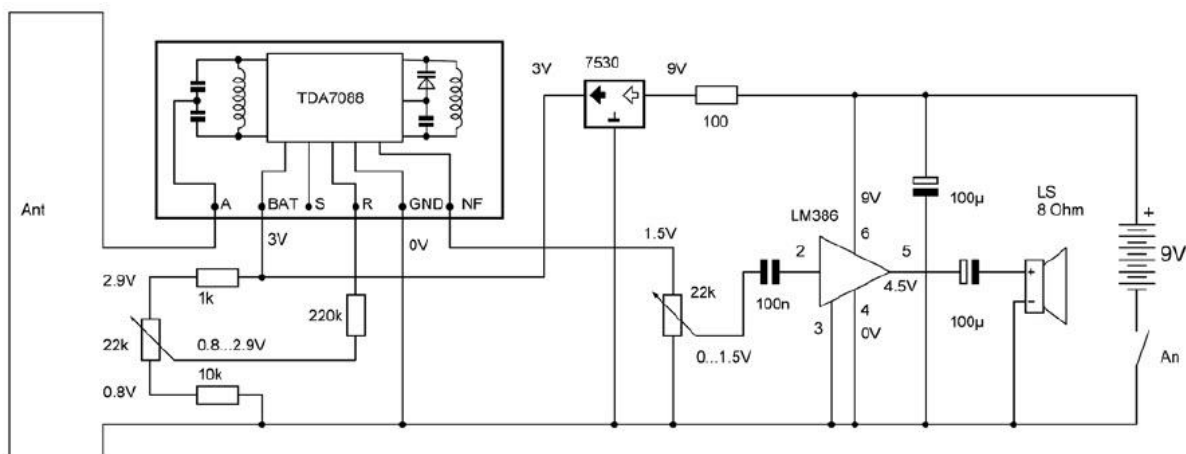 TDA7088
7530
3V
9V
100
Ant
A
BAT
S
R
GND
NF
3V
0V
LM386
9V
6
100µ
LS
8 Ohm
+
9V
1.5V
2
5
4.5V
+
-
2.9V
1k
220k
22k
100n
4
0V
3
100µ
22k
0.8...2.9V
0...1.5V
An
10k
0.8V